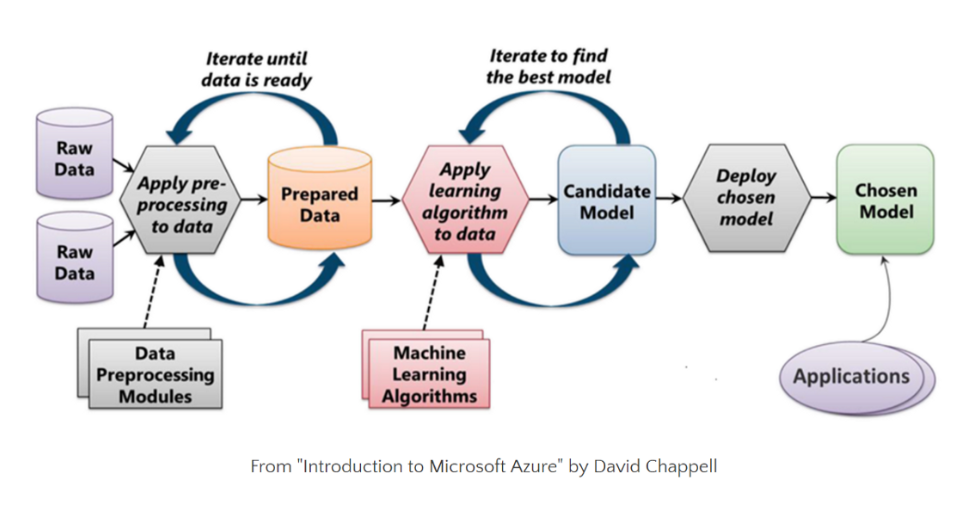 Iterate until
data is ready
Iterate to find
the best model
Raw
Data
Raw
Data
Apply pre-
processing
to data
Prepared
Data
Apply
learning
algorithm
to data
Candidate
Model
Deploy
chosen
model
Chosen
Model
Data
Preprocessing
Modules
Machine
Learning
Algorithms
Applications
From "Introduction to Microsoft Azure" by David Chappell